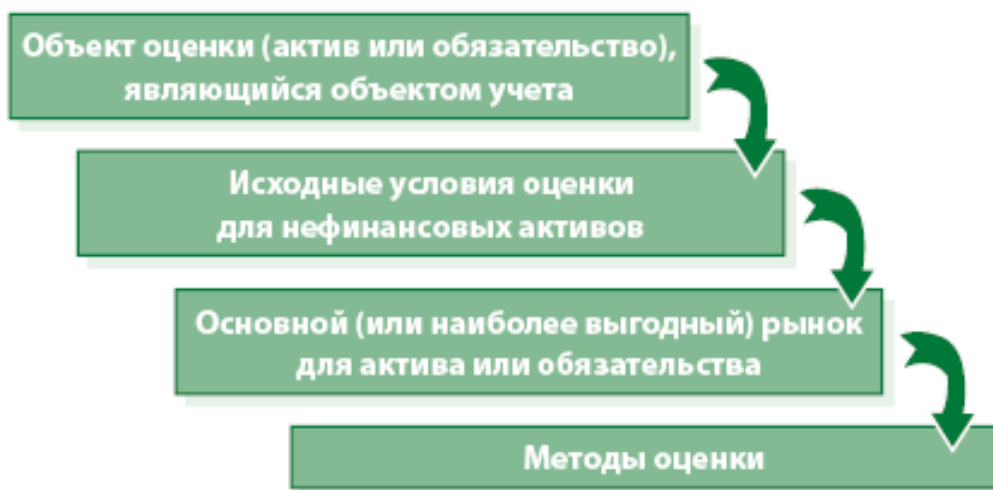 Объект оценки (актив или обязательство),
являющийся объектом учета
Исходные условия оценки
для нефинансовых активов
Основной (или наиболее выгодный) рынок
для актива или обязательства
Методы оценки